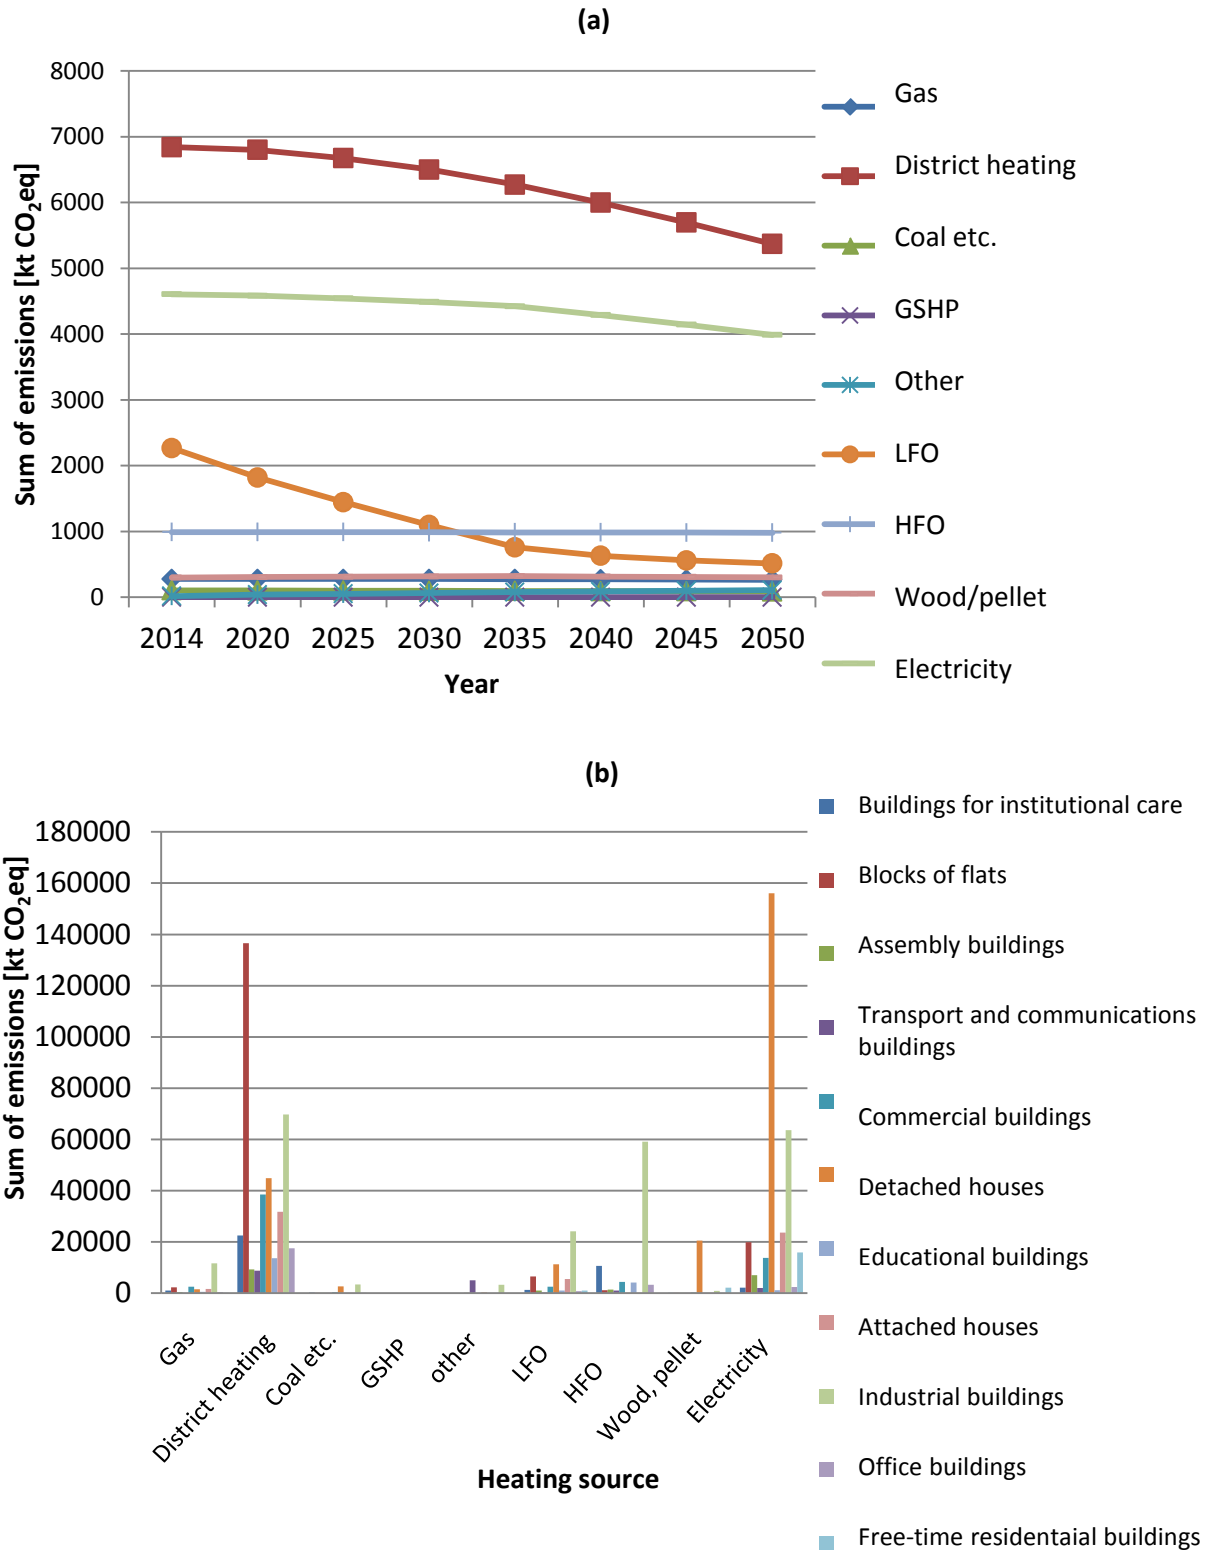 (a)
8000
7000
6000
5000
4000
3000
2000
1000
0
Sum of emissions [kt CO₂eq]
2014 2020 2025 2030 2035 2040 2045 2050
Year
Gas
District heating
Coal etc.
GSHP
Other
LFO
HFO
Wood/pellet
Electricity
(b)
180000
160000
140000
120000
100000
80000
60000
40000
20000
0
Sum of emissions [kt CO₂eq]
Gas
District heating
Coal etc.
GSHP
other
LFO
HFO
Wood, pellet
Electricity
Heating source
Buildings for institutional care
Blocks of flats
Assembly buildings
Transport and communications
buildings
Commercial buildings
Detached houses
Educational buildings
Attached houses
Industrial buildings
Office buildings
Free-time residentaial buildings